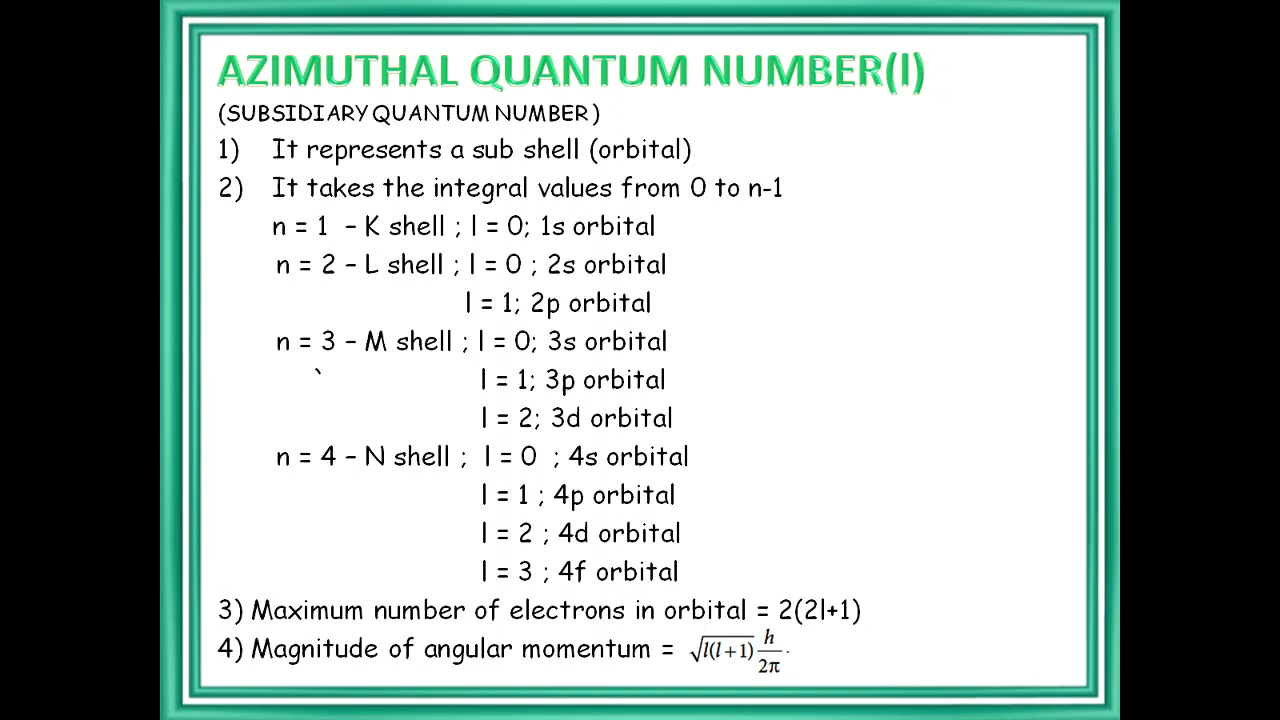 AZIMUTHAL QUANTUM NUMBER(l)
(SUBSIDIARY QUANTUM NUMBER )
1) It represents a sub shell (orbital)
2) It takes the integral values from 0 to n-1
n = 1 – K shell ; l = 0; 1s orbital
n = 2 – L shell ; l = 0 ; 2s orbital
l = 1; 2p orbital
n = 3 – M shell ; l = 0; 3s orbital
` l = 1; 3p orbital
l = 2; 3d orbital
n = 4 – N shell ; l = 0 ; 4s orbital
l = 1 ; 4p orbital
l = 2 ; 4d orbital
l = 3 ; 4f orbital
3) Maximum number of electrons in orbital = 2(2l+1)
4) Magnitude of angular momentum = √l(l+1) h/2π .